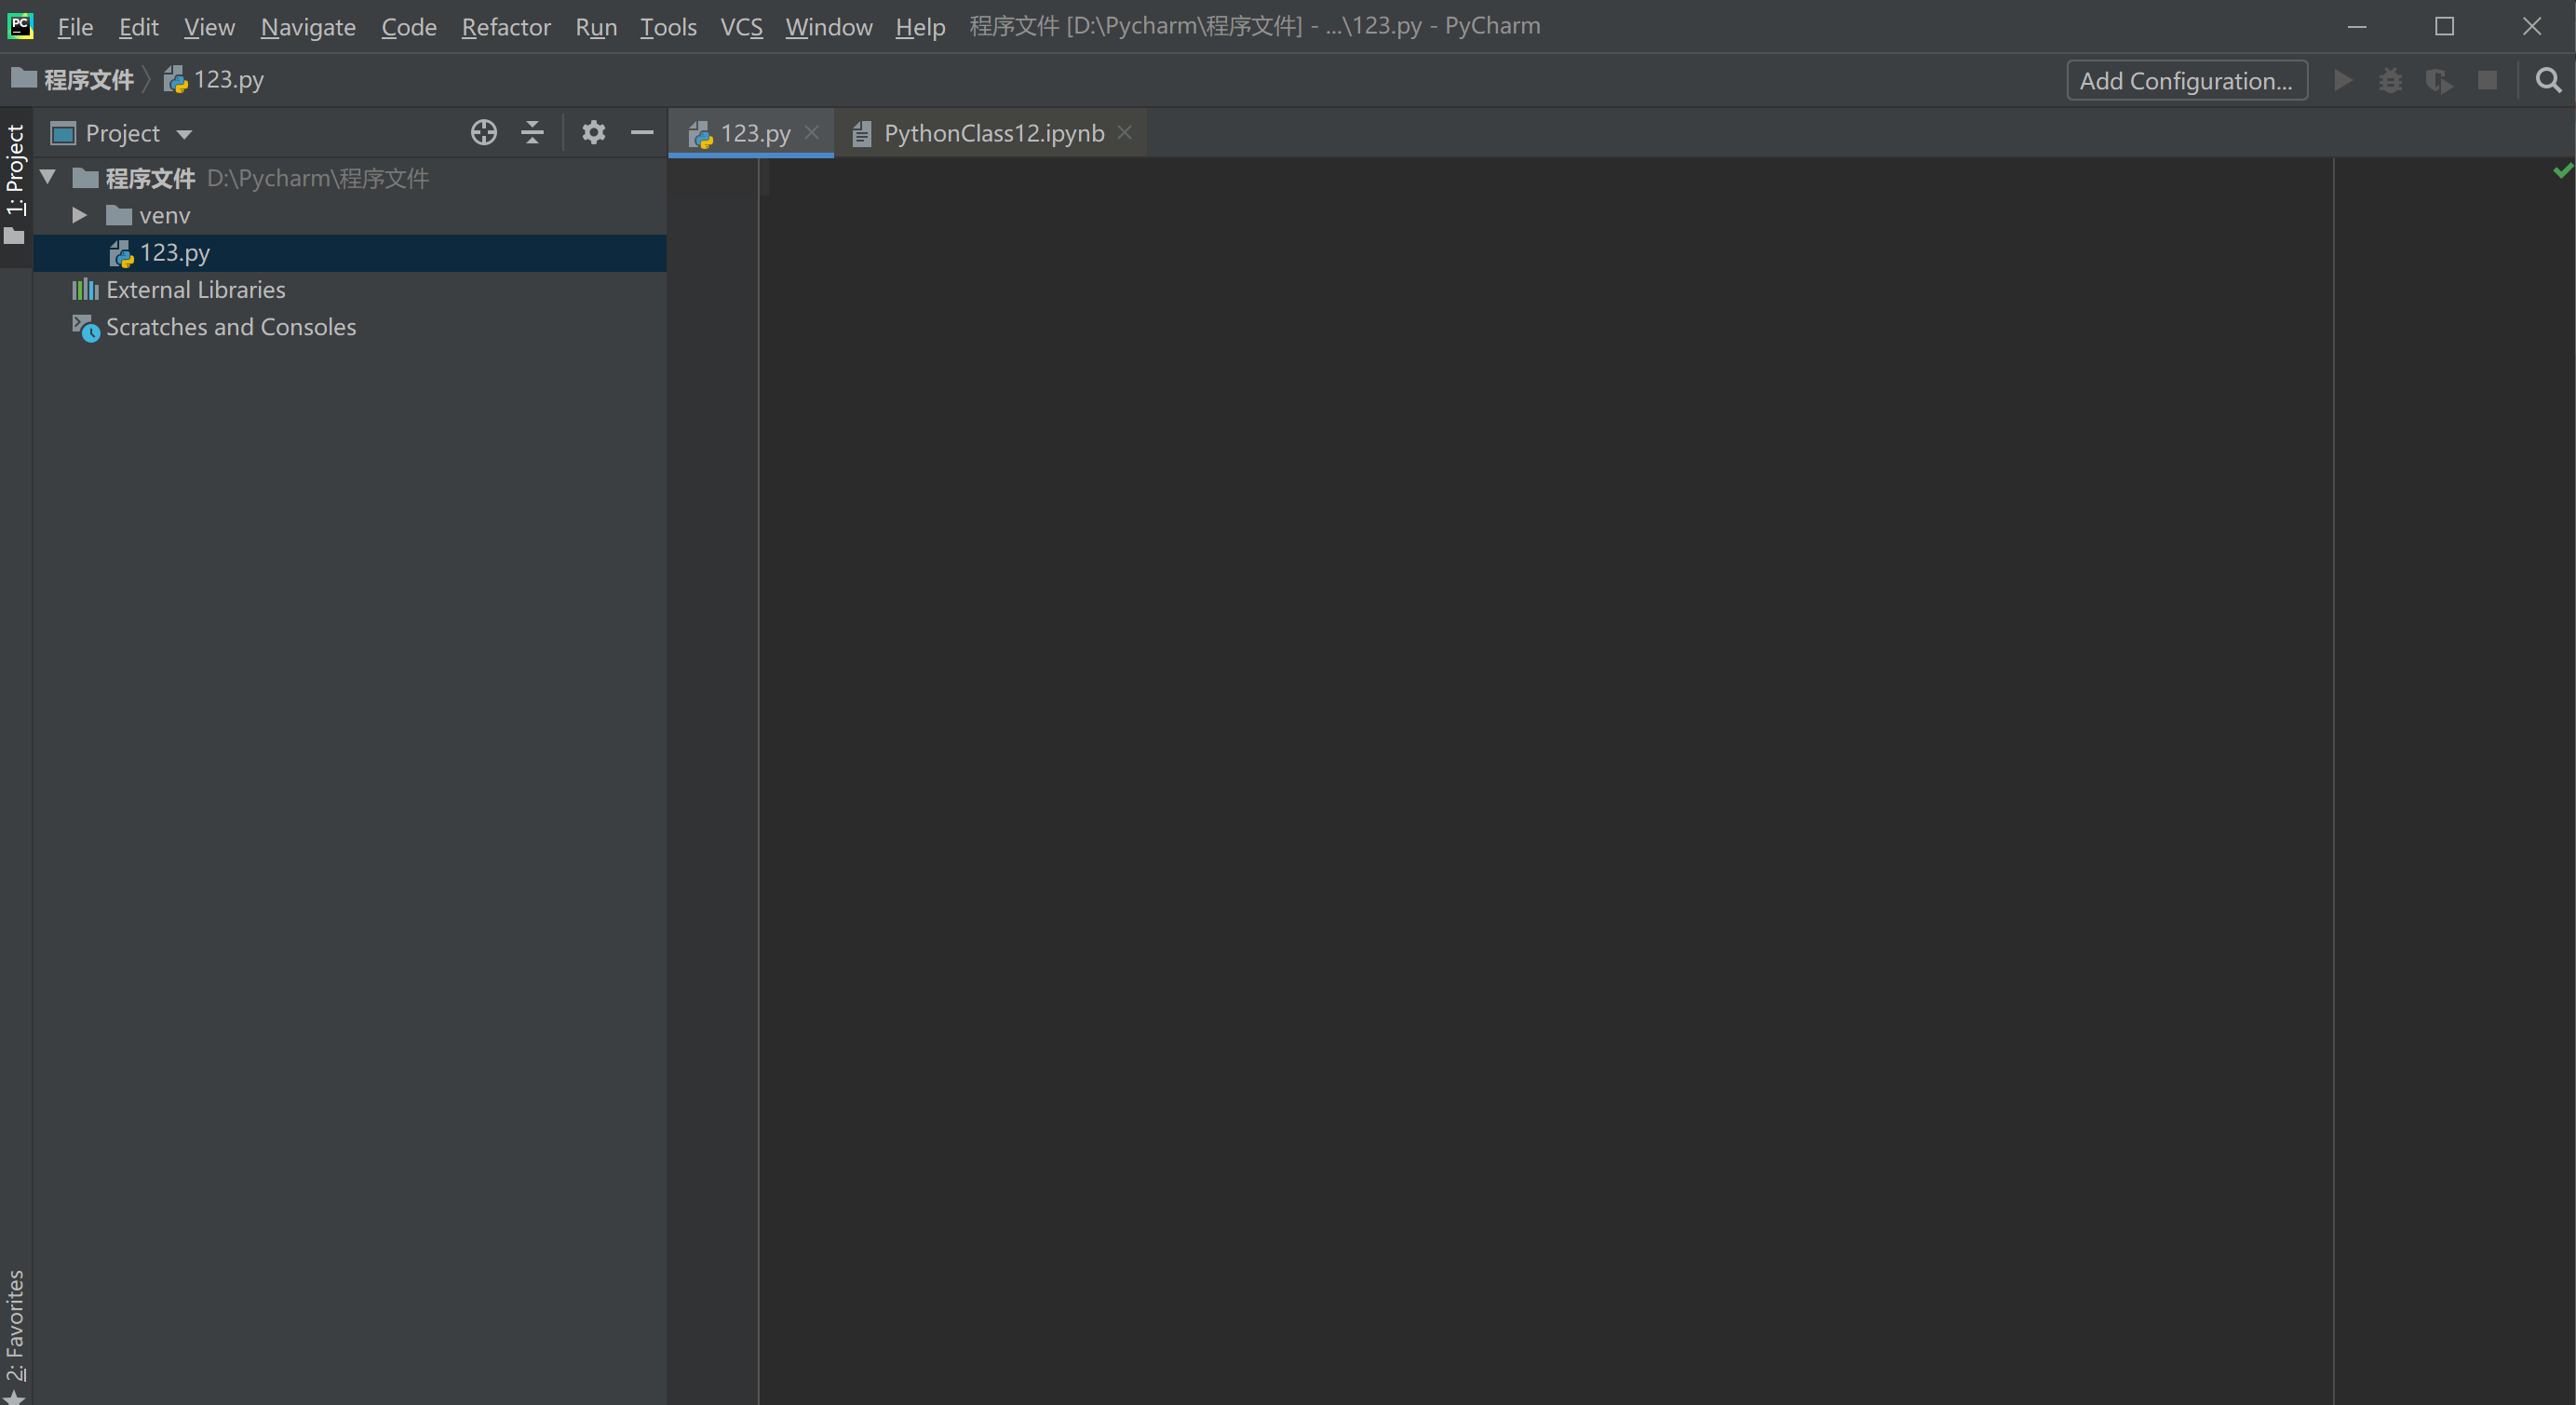 PC File Edit View Navigate Code Refactor Run Tools VCS Window Help 程序文件 [D:\Pycharm\程序文件] - ...\123.py - PyCharm
程序文件 123.py Add Configuration...
1: Project
Project
123.py PythonClass12.ipynb
程序文件 D:\Pycharm\程序文件
venv
123.py
External Libraries
Scratches and Consoles
2: Favorites